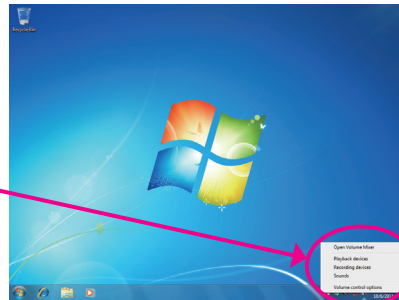 Recycle Bin
Open Volume Mixer
Playback devices
Recording devices
Sounds
Volume control options